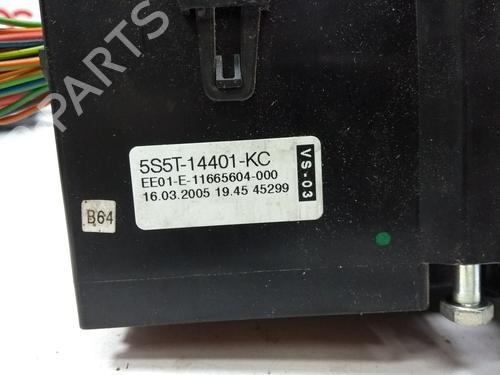 PARTS
5S5T-14401-KC
EE01-E-11665604-000
16.03.2005 19.45 45299
VS-03
B64